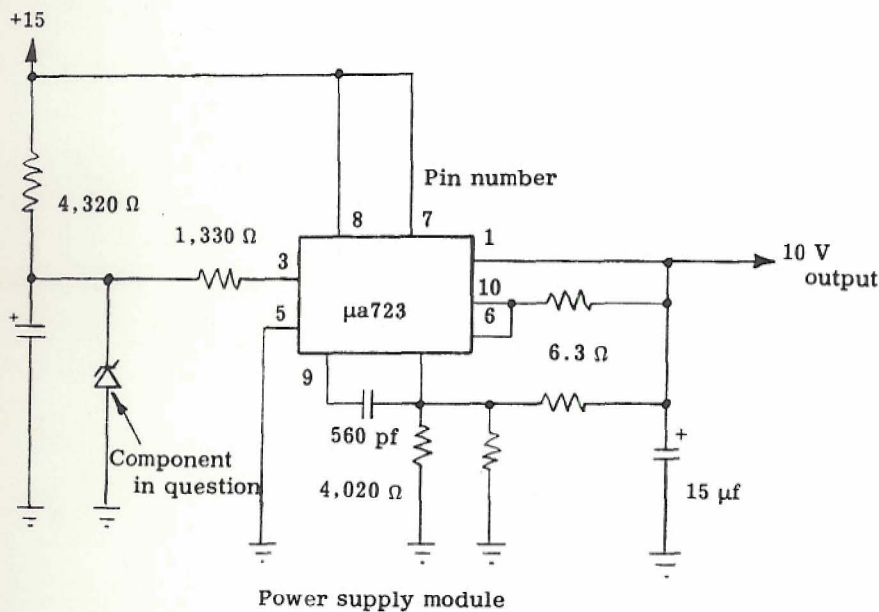 +15
4,320 Ω
Pin number
1,330 Ω
8
7
3
1
10 V
output
10
5
6
μa723
6.3 Ω
9
+
560 pf
+
Component
in question
4,020 Ω
15 μf
Power supply module